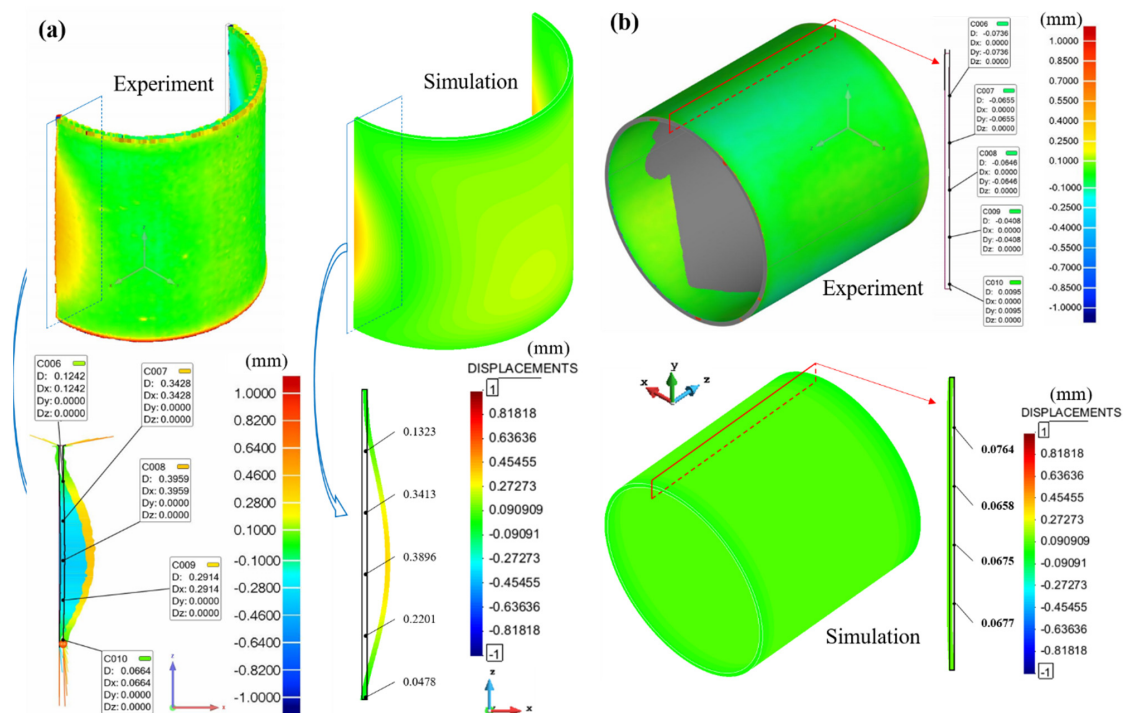 (a)
Experiment
Simulation
(mm)
C006
D: 0.1242
Dx: 0.1242
Dy: 0.0000
Dz: 0.0000
C007
D: 0.3428
Dx: 0.3428
Dy: 0.0000
Dz: 0.0000
C008
D: 0.3959
Dx: 0.3959
Dy: 0.0000
Dz: 0.0000
C009
D: 0.2914
Dx: 0.2914
Dy: 0.0000
Dz: 0.0000
C010
D: 0.0664
Dx: 0.0664
Dy: 0.0000
Dz: 0.0000
1.0000
0.8200
0.6400
0.4600
0.2800
0.1000
-0.1000
-0.2800
-0.4600
-0.6400
-0.8200
-1.0000
z
x
(mm)
DISPLACEMENTS
1
0.81818
0.63636
0.45455
0.27273
0.090909
-0.09091
-0.27273
-0.45455
-0.63636
-0.81818
-1
0.1323
0.3413
0.3896
0.2201
0.0478
z
x
(b)
Experiment
(mm)
C006
D: -0.0736
Dx: 0.0000
Dy: -0.0736
Dz: 0.0000
C007
D: -0.0655
Dx: 0.0000
Dy: -0.0655
Dz: 0.0000
C008
D: -0.0646
Dx: 0.0000
Dy: -0.0646
Dz: 0.0000
C009
D: -0.0408
Dx: 0.0000
Dy: -0.0408
Dz: 0.0000
C010
D: 0.0095
Dx: 0.0000
Dy: 0.0095
Dz: 0.0000
1.0000
0.8500
0.7000
0.5500
0.4000
0.2500
0.1000
-0.1000
-0.2500
-0.4000
-0.5500
-0.7000
-0.8500
-1.0000
x
y
z
Simulation
(mm)
DISPLACEMENTS
1
0.81818
0.63636
0.45455
0.27273
0.090909
-0.09091
-0.27273
-0.45455
-0.63636
-0.81818
-1
0.0764
0.0658
0.0675
0.0677